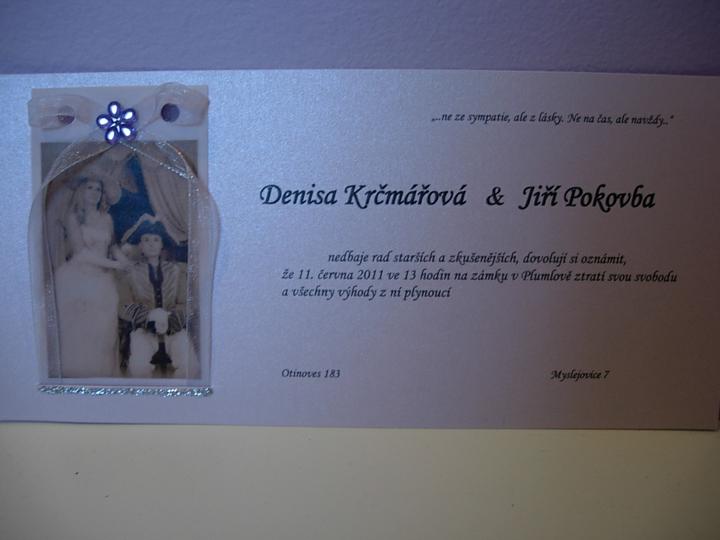 „..ne ze sympatie, ale z lásky. Ne na čas, ale navždy..“
Denisa Krčmářová & Jiří Pokovba
nedbaje rad starších a zkušenějších, dovolují si oznámit,
že 11. června 2011 ve 13 hodin na zámku v Plumlově ztratí svou svobodu
a všechny výhody z ní plynoucí
Otinoves 183
Myslejovice 7